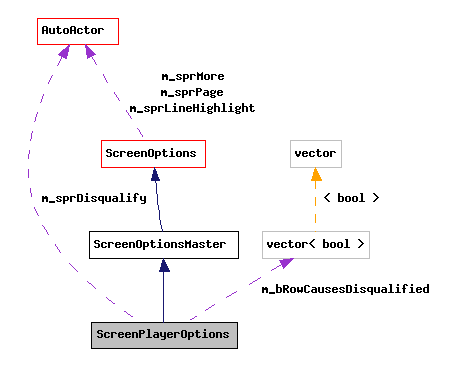 AutoActor
m_sprMore
m_sprPage
m_sprLineHighlight
ScreenOptions
vector
m_sprDisqualify
< bool >
ScreenOptionsMaster
vector< bool >
m_bRowCausesDisqualified
ScreenPlayerOptions